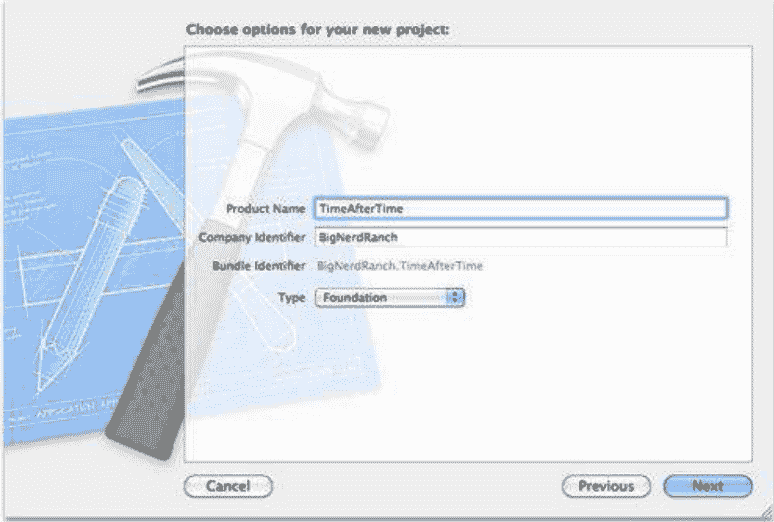 Choose options for your new project:
Product Name TimeAfterTime
Company Identifier BigNerdRanch
Bundle Identifier BigNerdRanch.TimeAfterTime
Type Foundation
Cancel Previous Next